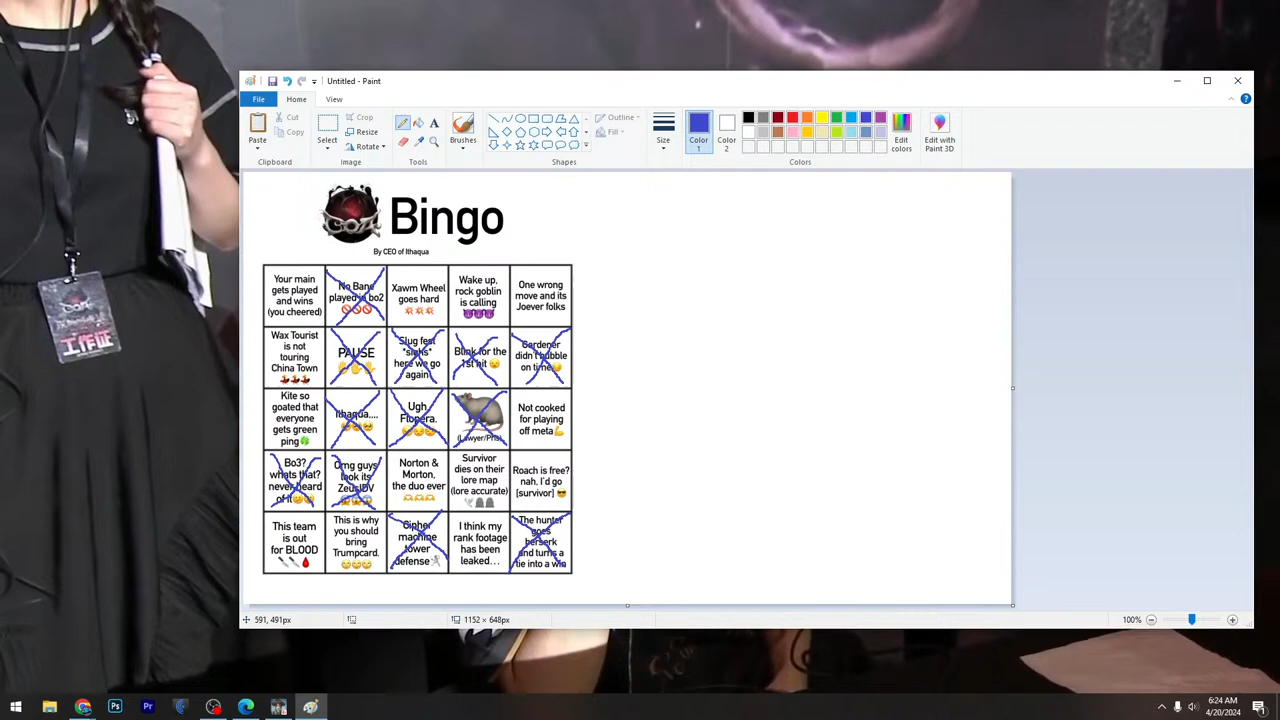 Untitled - Paint
File
Home
View
Paste
Cut
Copy
Clipboard
Select
Crop
Resize
Rotate
Image
Tools
Brushes
Shapes
Outline
Fill
Size
Color
1
Color
2
Edit
colors
Edit with
Paint 3D
Colors
COA
Bingo
By CEO of Ithaqua
Your main
gets played
and wins
(you cheered)
No Bane
played in bo2
🚫🚫🚫
Xawm Wheel
goes hard
💥💥💥
Wake up,
rock goblin
is calling
😈😈😈
One wrong
move and its
Joever folks
Wax Tourist
is not
touring
China Town
💃💃💃
PAUSE
✋✋✋
Slug fest
*sighs*
here we go
again
Blink for the
1st hit 😧
Gardener
didn't bubble
on time
Kite so
goated that
everyone
gets green
ping🍀
Ithaqua....
Ugh,
Flopera.
(Lawyer/Pris)
Not cooked
for playing
off meta💪
Bo3?
whats that?
never heard
of it
Omg guys
look its
ZeusIDV
😱😱😱
Norton &
Morton,
the duo ever
🫶🫶🫶
Survivor
dies on their
lore map
(lore accurate)
🕊️🪦🪦
Roach is free?
nah, I'd go
[survivor] 😎
This team
is out
for BLOOD
🔪🔪🩸
This is why
you should
bring
Trumpcard.
Cipher
machine
tower
defense🤺
I think my
rank footage
has been
leaked...
The hunter
goes
berserk
and turns a
tie into a win
591, 491px
1152 × 648px
100%
Ps
Pr
6:24 AM
4/20/2024